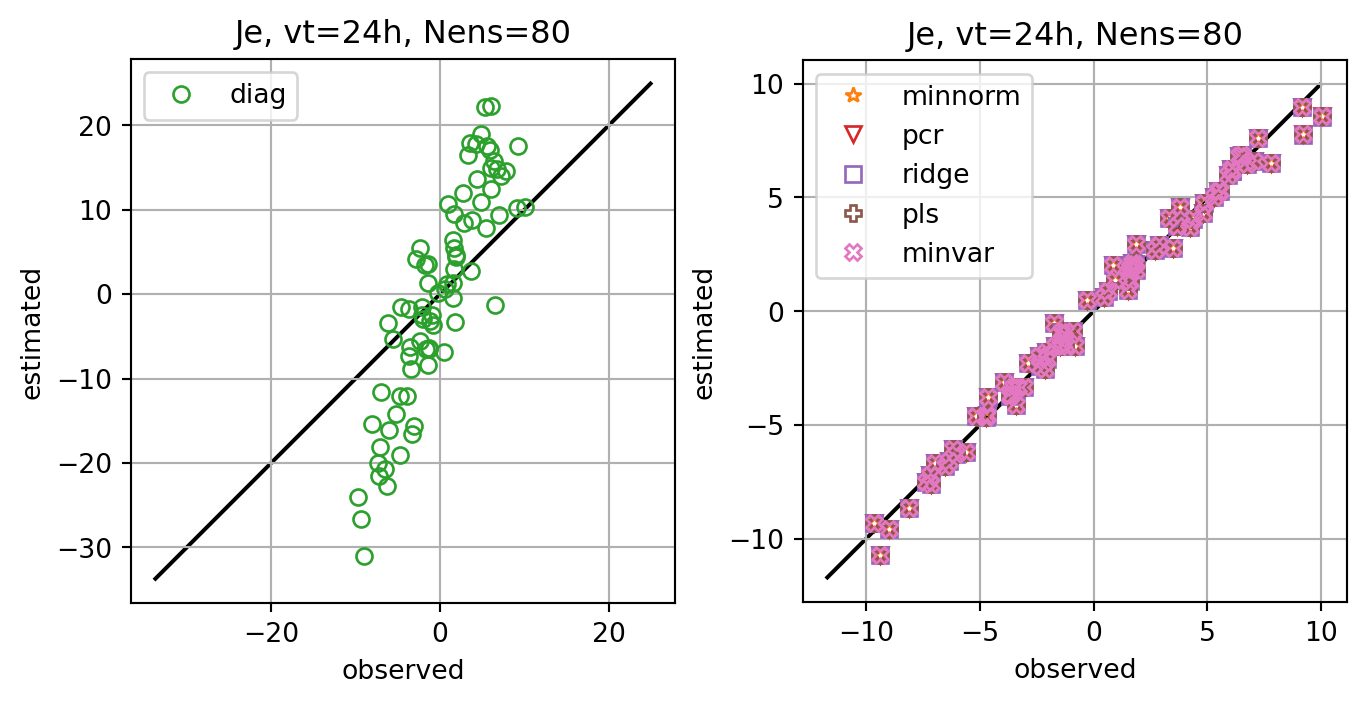 Je, vt=24h, Nens=80
diag
20
10
0
−10
−20
−30
estimated
−20
0
20
observed
Je, vt=24h, Nens=80
minnorm
pcr
ridge
pls
minvar
10
5
0
−5
−10
estimated
−10
−5
0
5
10
observed